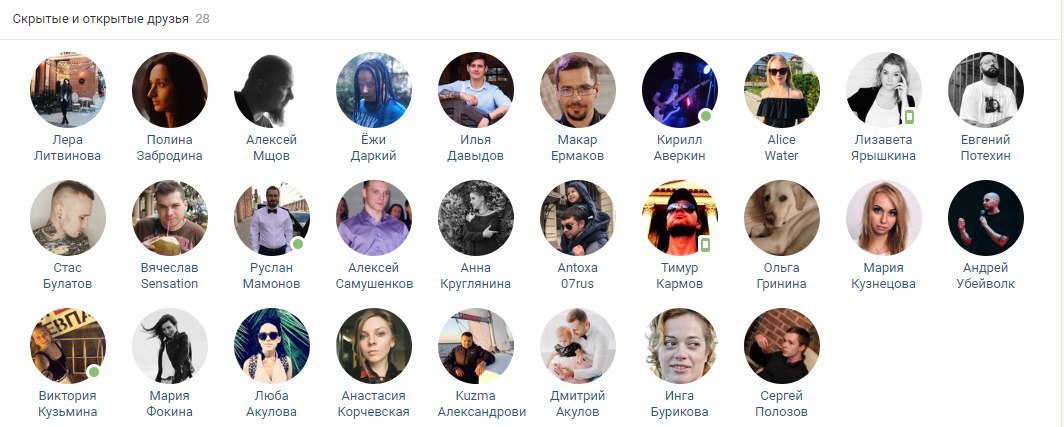 Скрытые и открытые друзья 28
Лера Полина Алексей Ёжи Илья Макар Кирилл Alice Лизавета Евгений
Литвинова Забродина Мщов Даркий Давыдов Ермаков Аверкин Water Ярышкина Потехин
Стас Вячеслав Руслан Алексей Анна Antoxa Тимур Ольга Мария Андрей
Булатов Sensation Мамонов Самушенков Круглянина 07rus Кармов Гринина Кузнецова Убейволк
ЕВПА
Виктория Мария Люба Анастасия Kuzma Дмитрий Инга Сергей
Кузьмина Фокина Акулова Корчевская Александрови Акулов Бурикова Полозов